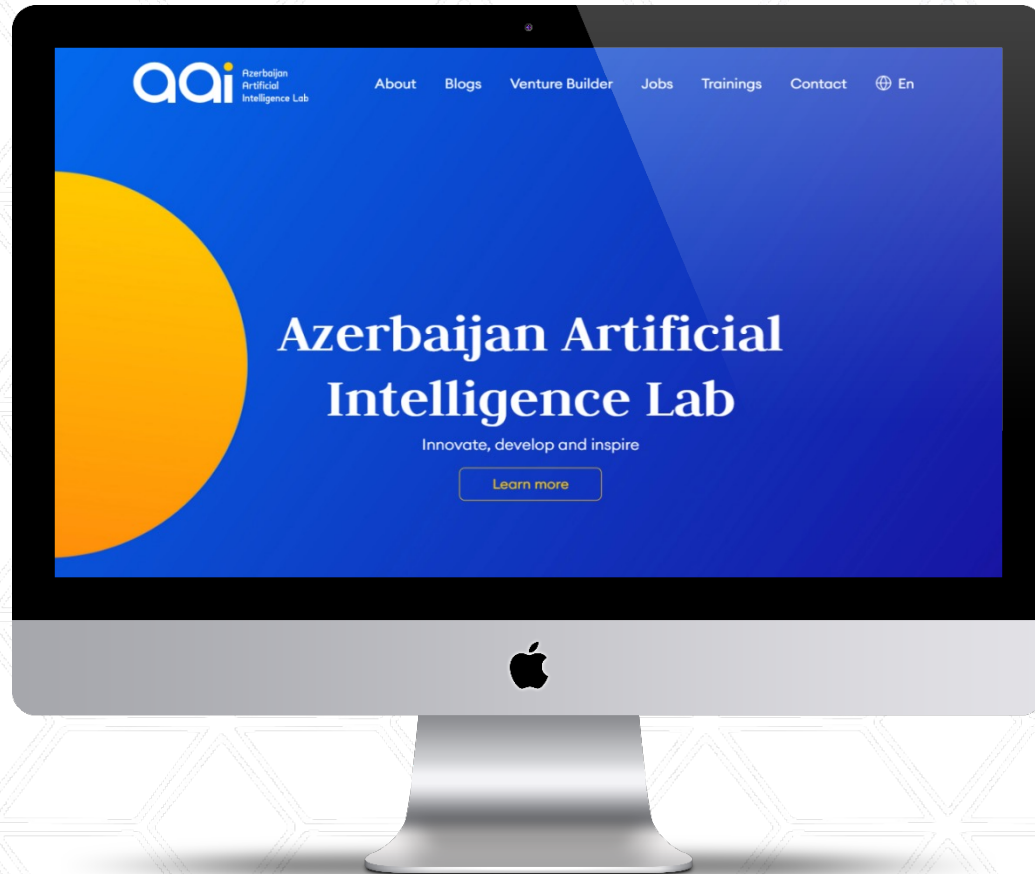 aai
Azerbaijan
Artificial
Intelligence Lab
About Blogs Venture Builder Jobs Trainings Contact En
Azerbaijan Artificial
Intelligence Lab
Innovate, develop and inspire
Learn more